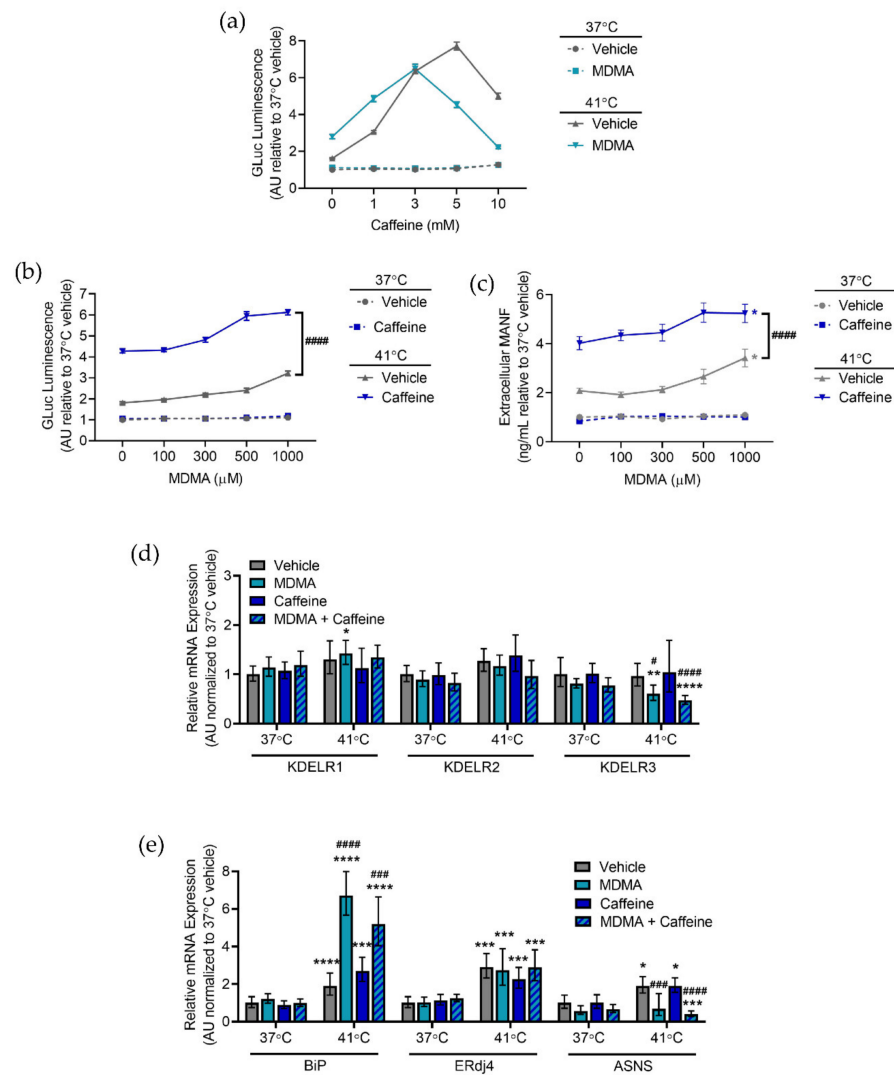 (a)
GLuc Luminescence
(AU relative to 37°C vehicle)
8
6
4
2
0
0 1 3 5 10
Caffeine (mM)
37°C
Vehicle
MDMA
41°C
Vehicle
MDMA
(b)
GLuc Luminescence
(AU relative to 37°C vehicle)
7
6
5
4
3
2
1
0
0 100 300 500 1000
MDMA (μM)
####
37°C
Vehicle
Caffeine
41°C
Vehicle
Caffeine
(c)
Extracellular MANF
(ng/mL relative to 37°C vehicle)
6
4
2
0
0 100 300 500 1000
MDMA (μM)
*
*
####
37°C
Vehicle
Caffeine
41°C
Vehicle
Caffeine
(d)
Relative mRNA Expression
(AU normalized to 37°C vehicle)
3
2
1
0
Vehicle
MDMA
Caffeine
MDMA + Caffeine
*
#
**
####
****
37°C 41°C 37°C 41°C 37°C 41°C
KDELR1 KDELR2 KDELR3
(e)
Relative mRNA Expression
(AU normalized to 37°C vehicle)
8
6
4
2
0
Vehicle
MDMA
Caffeine
MDMA + Caffeine
****
####
****
***
###
****
***
***
***
***
*
###
*
####
***
37°C 41°C 37°C 41°C 37°C 41°C
BiP ERdj4 ASNS